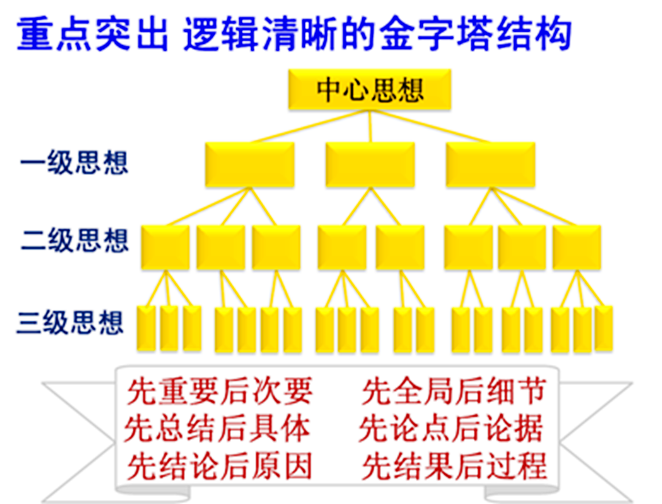 重点突出 逻辑清晰的金字塔结构
中心思想
一级思想
二级思想
三级思想
先重要后次要 先全局后细节
先总结后具体 先论点后论据
先结论后原因 先结果后过程